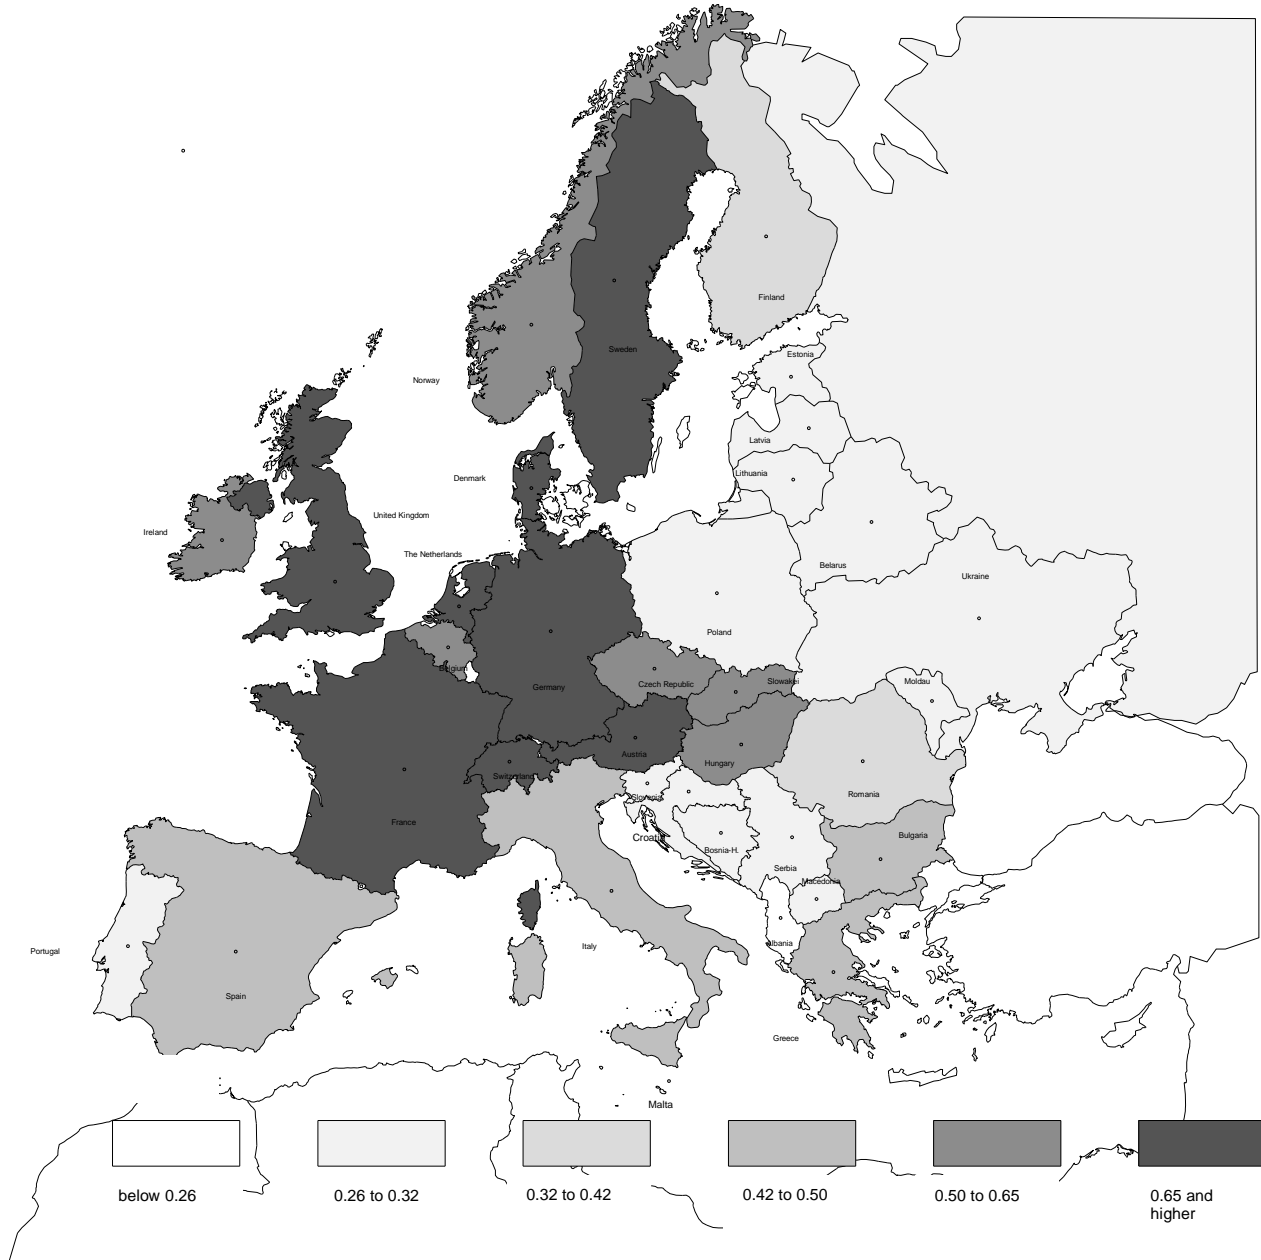 Finland
Sweden
Estonia
Norway
Latvia
Lithuania
Denmark
United Kingdom
Ireland
The Netherlands
Belarus
Ukraine
Poland
Belgium
Czech Republic
Slowakei
Moldau
Germany
Austria
Hungary
Switzerland
Romania
Slovenia
France
Bulgaria
Croatia
Bosnia-H.
Serbia
Macedonia
Albania
Italy
Portugal
Spain
Greece
Malta
below 0.26
0.26 to 0.32
0.32 to 0.42
0.42 to 0.50
0.50 to 0.65
0.65 and
higher